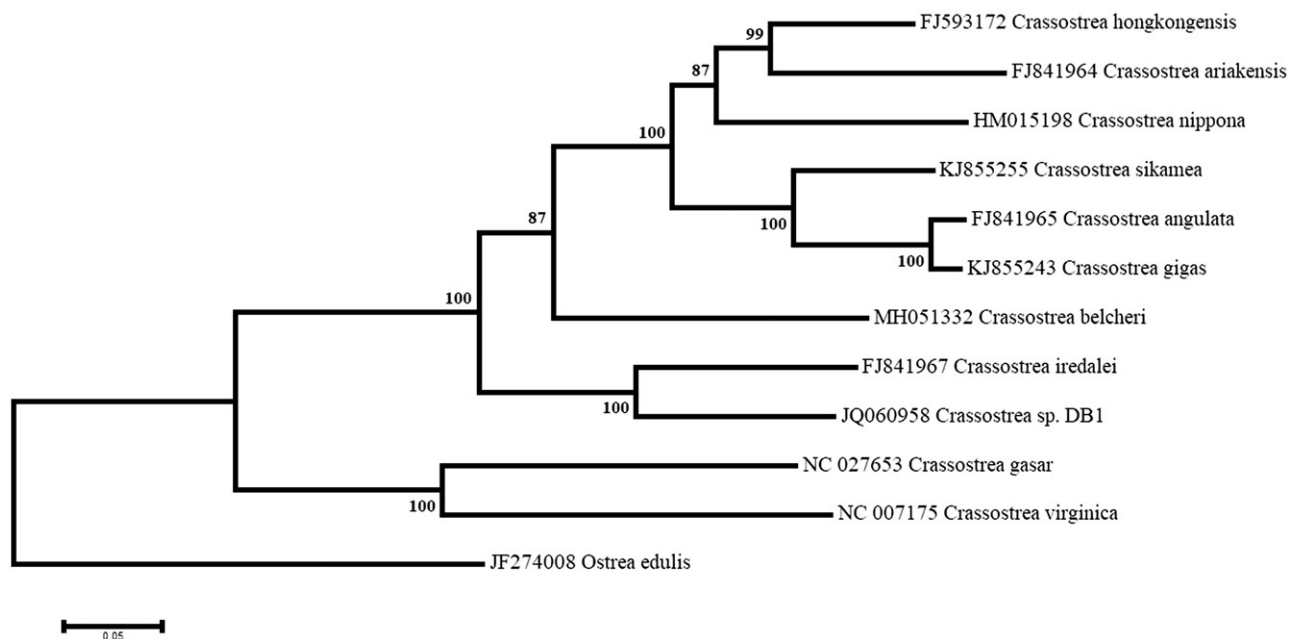 99
FJ593172 Crassostrea hongkongensis
87
FJ841964 Crassostrea ariakensis
100
HM015198 Crassostrea nippona
KJ855255 Crassostrea sikamea
87
100
FJ841965 Crassostrea angulata
100
KJ855243 Crassostrea gigas
100
MH051332 Crassostrea belcheri
FJ841967 Crassostrea iredalei
100
JQ060958 Crassostrea sp. DB1
NC 027653 Crassostrea gasar
100
NC 007175 Crassostrea virginica
JF274008 Ostrea edulis
0.05